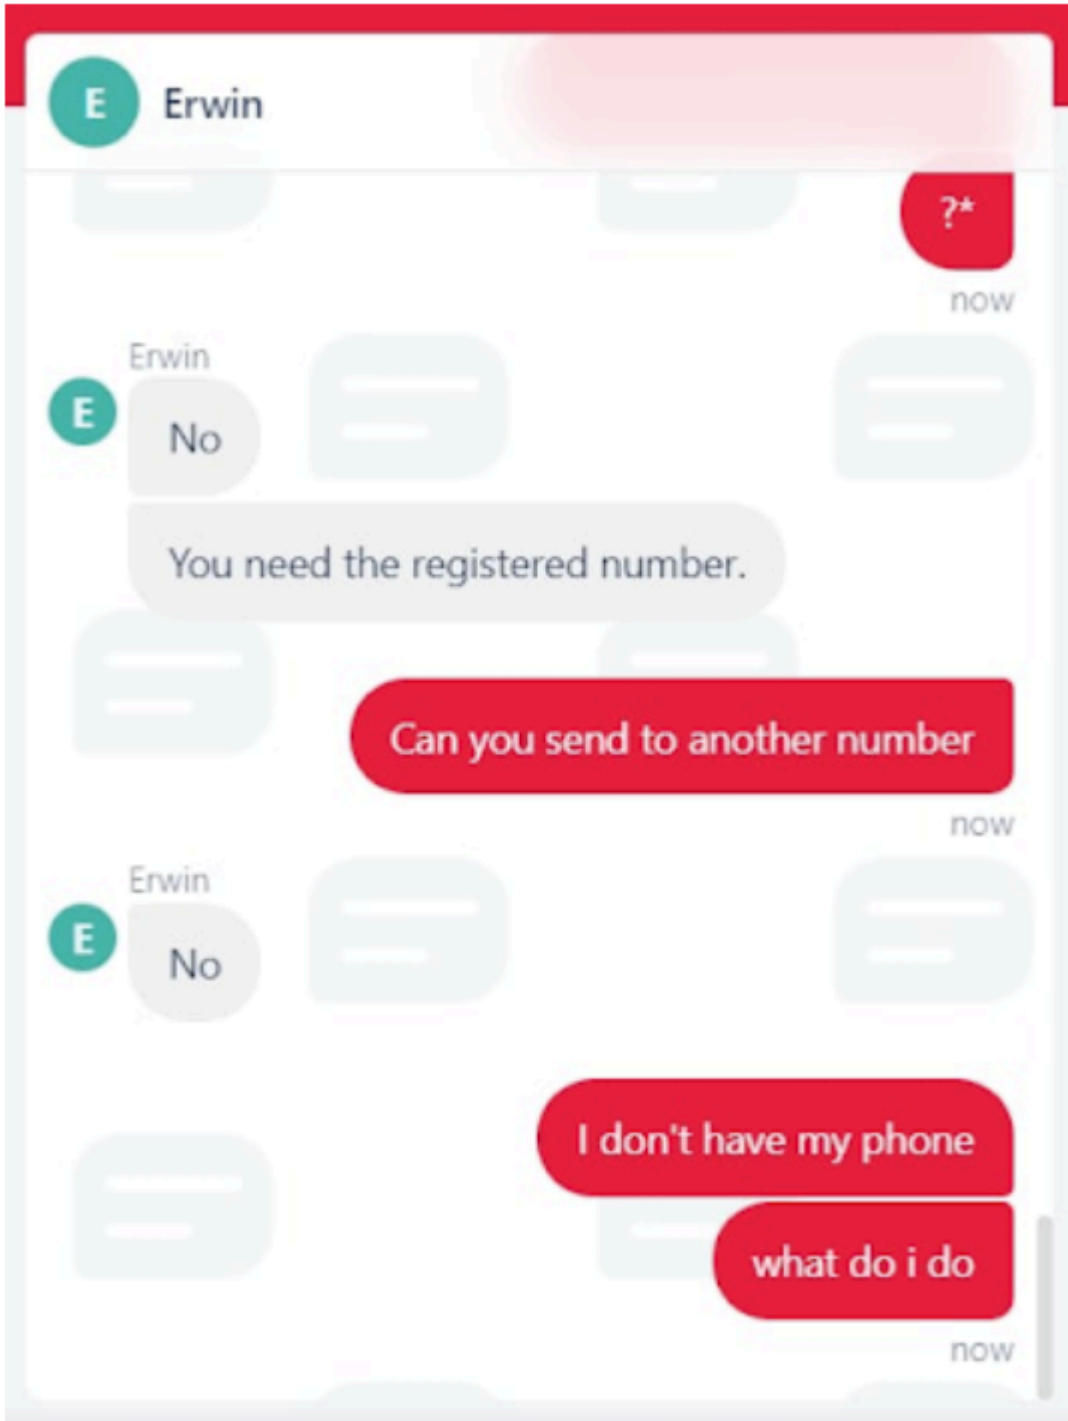 E
Erwin
?*
now
Erwin
E
No
You need the registered number.
Can you send to another number
now
Erwin
E
No
I don't have my phone
what do i do
now